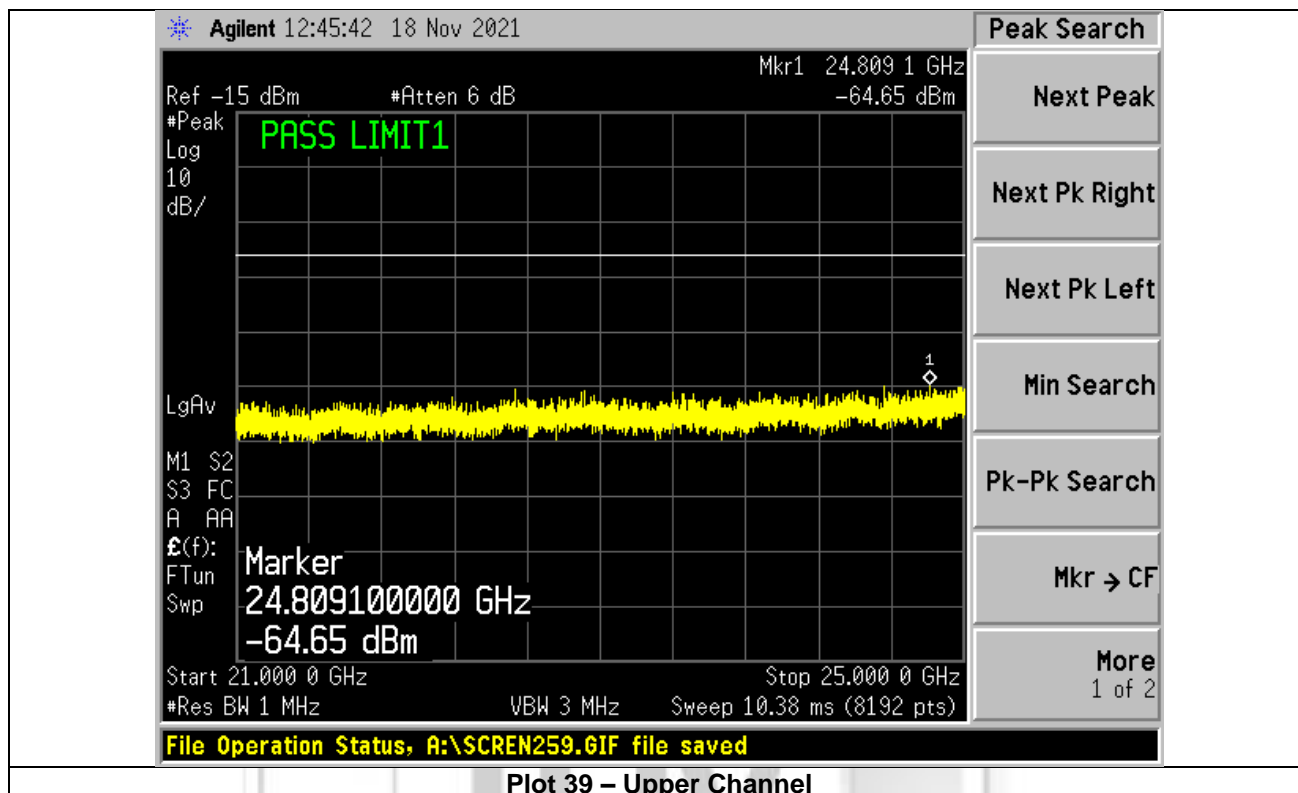 Agilent 12:45:42 18 Nov 2021
Peak Search
Mkr1 24.809 1 GHz
Ref -15 dBm #Atten 6 dB -64.65 dBm
#Peak
Log
10
dB/
PASS LIMIT1
1
LgAv
M1 S2
S3 FC
A AA
£(f):
FTun
Swp
Marker
24.809100000 GHz
-64.65 dBm
Start 21.000 0 GHz Stop 25.000 0 GHz
#Res BW 1 MHz VBW 3 MHz Sweep 10.38 ms (8192 pts)
Next Peak
Next Pk Right
Next Pk Left
Min Search
Pk-Pk Search
Mkr → CF
More
1 of 2
File Operation Status, A:\SCREN259.GIF file saved
Plot 39 – Upper Channel